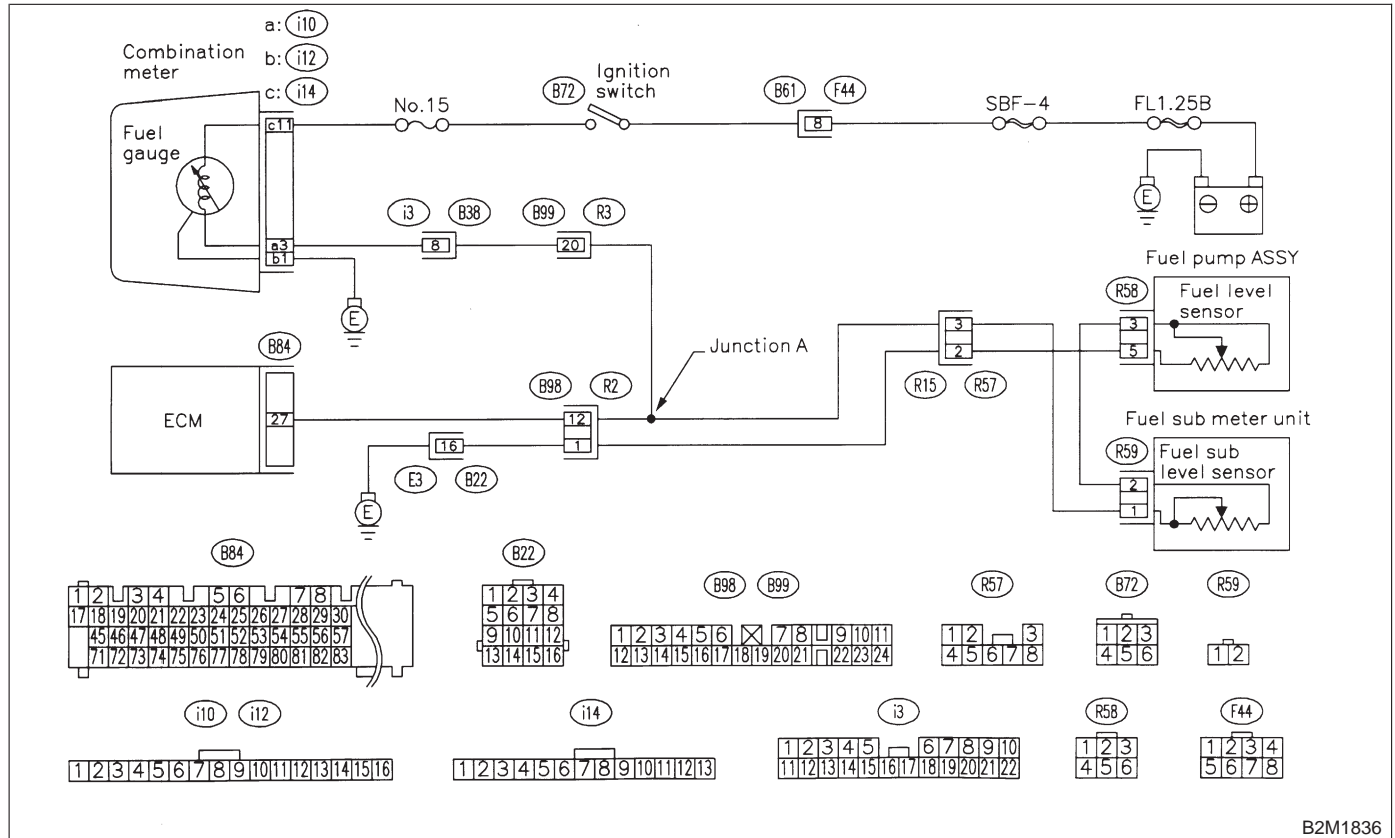 a: i10
Combination meter
b: i12
c: i14
Fuel gauge
c11
No.15
B72
Ignition switch
B61 F44
8
SBF-4
FL1.25B
E
⊖ ⊕
a3
b1
i3 B38
8
B99 R3
20
E
Fuel pump ASSY
R58
Fuel level sensor
3
5
B84
ECM
27
Junction A
B98 R2
12
1
3
2
R15 R57
16
E3 B22
E
Fuel sub meter unit
R59
Fuel sub level sensor
2
1
B84
1 2 3 4 5 6 7 8
17 18 19 20 21 22 23 24 25 26 27 28 29 30
45 46 47 48 49 50 51 52 53 54 55 56 57
71 72 73 74 75 76 77 78 79 80 81 82 83
B22
1 2 3 4
5 6 7 8
9 10 11 12
13 14 15 16
B98 B99
1 2 3 4 5 6 7 8 9 10 11
12 13 14 15 16 17 18 19 20 21 22 23 24
R57
1 2 3
4 5 6 7 8
B72
1 2 3
4 5 6
R59
1 2
i10 i12
1 2 3 4 5 6 7 8 9 10 11 12 13 14 15 16
i14
1 2 3 4 5 6 7 8 9 10 11 12 13
i3
1 2 3 4 5 6 7 8 9 10
11 12 13 14 15 16 17 18 19 20 21 22
R58
1 2 3
4 5 6
F44
1 2 3 4
5 6 7 8
B2M1836